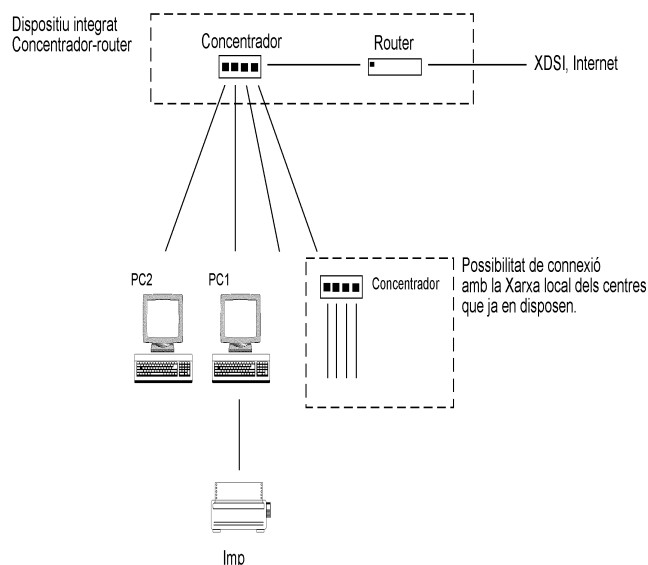 Dispositiu integrat
Concentrador-router
Concentrador
Router
XDSI, Internet
PC2
PC1
Concentrador
Possibilitat de connexió
amb la Xarxa local dels centres
que ja en disposen.
Imp